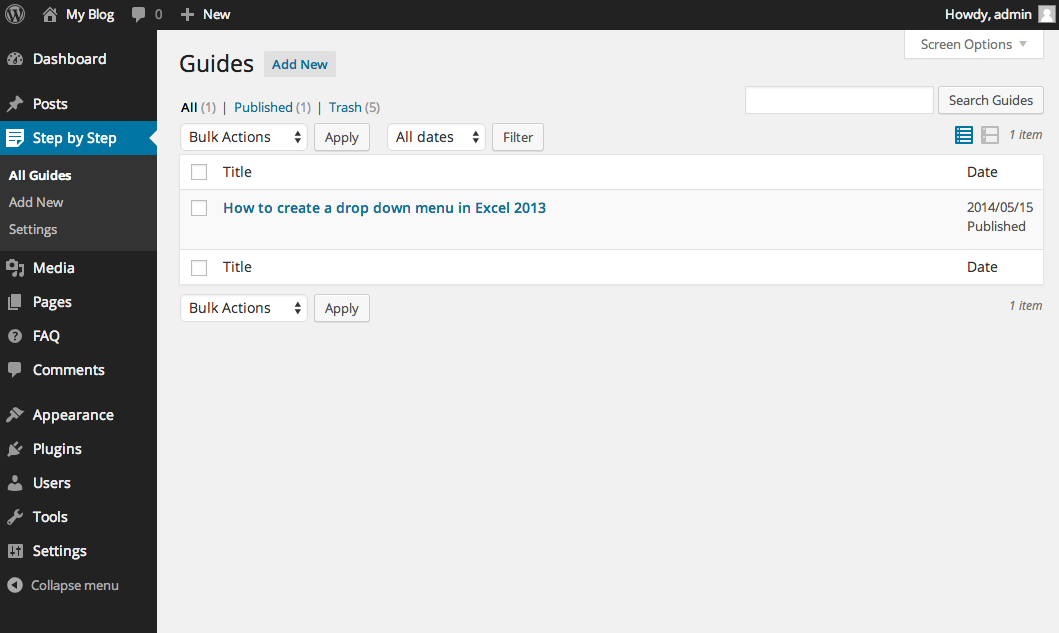 My Blog 0 New Howdy, admin
Dashboard
Posts
Step by Step
All Guides
Add New
Settings
Media
Pages
FAQ
Comments
Appearance
Plugins
Users
Tools
Settings
Collapse menu
Screen Options
Guides Add New
All (1) | Published (1) | Trash (5)
Search Guides
Bulk Actions Apply All dates Filter 1 item
Title Date
How to create a drop down menu in Excel 2013 2014/05/15
Published
Title Date
Bulk Actions Apply 1 item